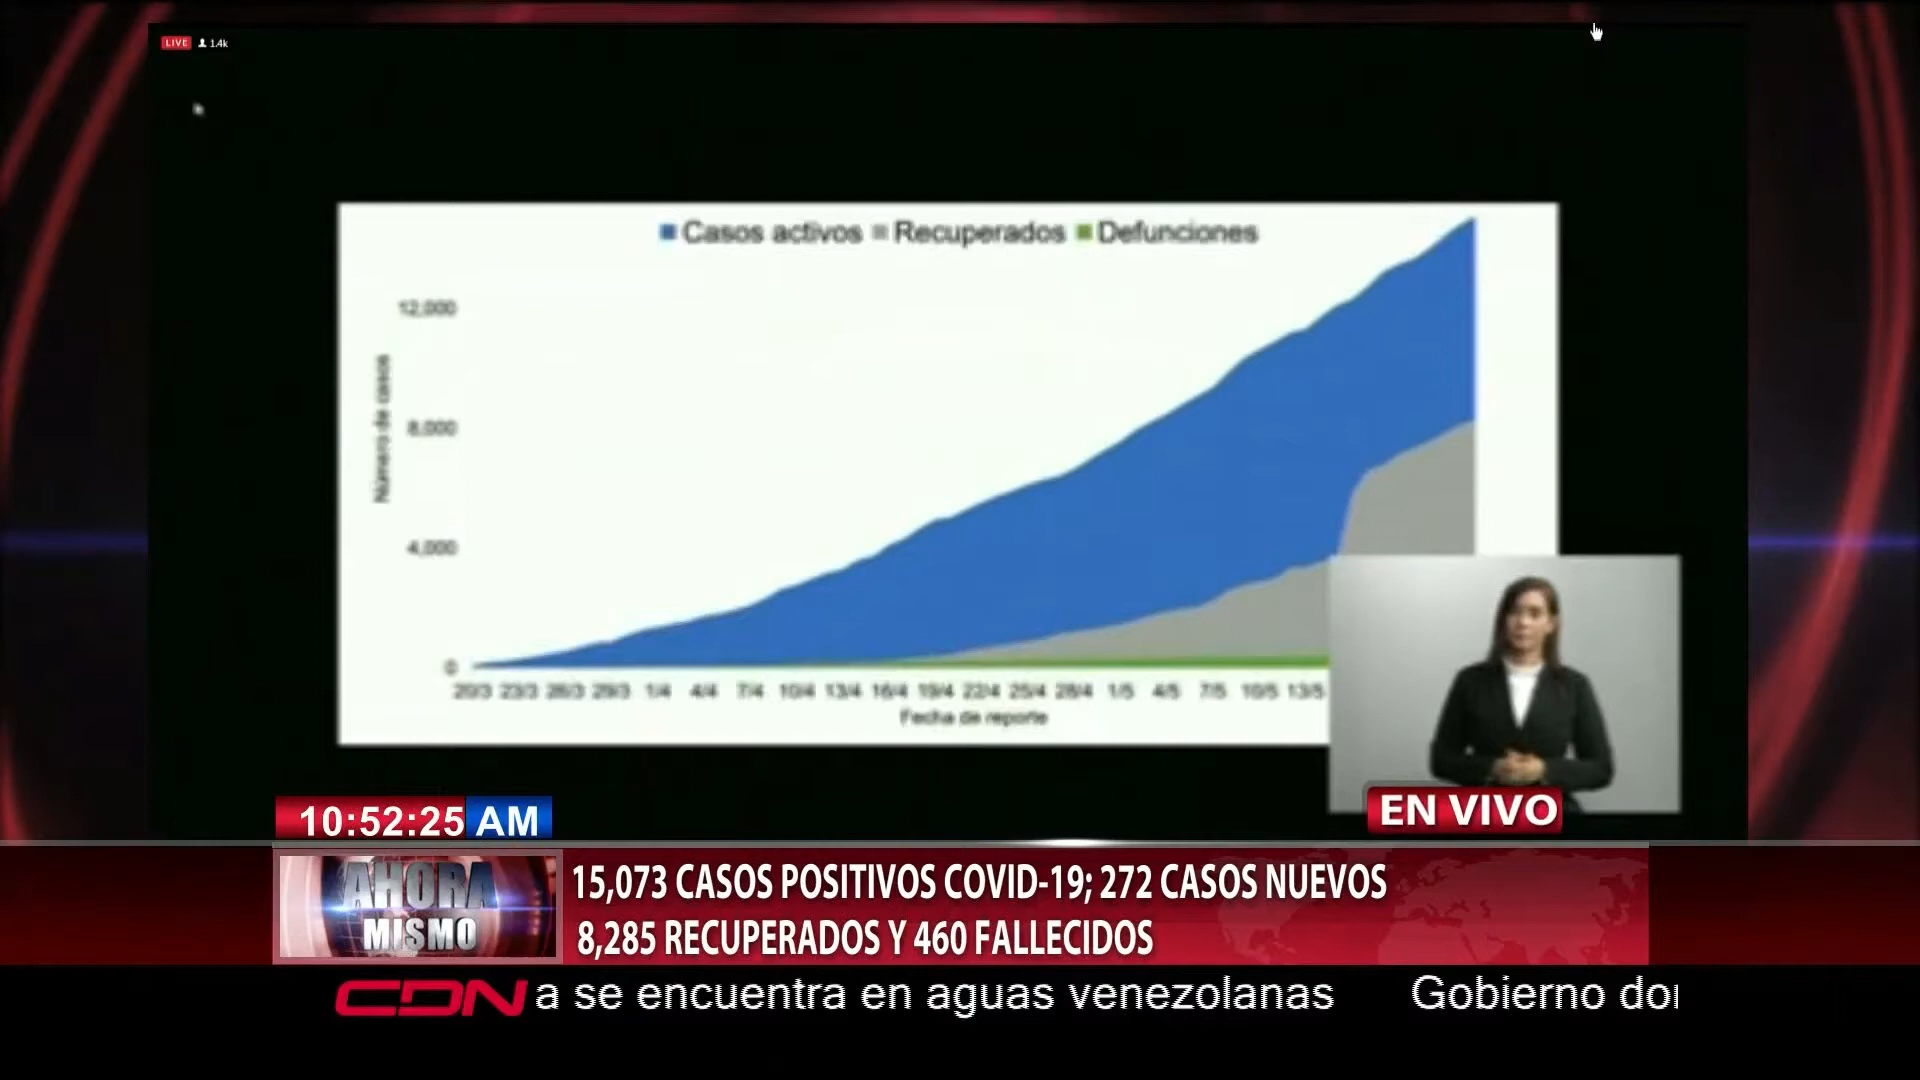 LIVE 1.4k
Casos activos Recuperados Defunciones
12,000
8,000
4,000
0
Número de casos
20/3 23/3 26/3 29/3 1/4 4/4 7/4 10/4 13/4 16/4 19/4 22/4 25/4 28/4 1/5 4/5 7/5 10/5 13/5
Fecha de reporte
10:52:25 AM
EN VIVO
AHORA
MISMO
15,073 CASOS POSITIVOS COVID-19; 272 CASOS NUEVOS
8,285 RECUPERADOS Y 460 FALLECIDOS
CDN a se encuentra en aguas venezolanas Gobierno do